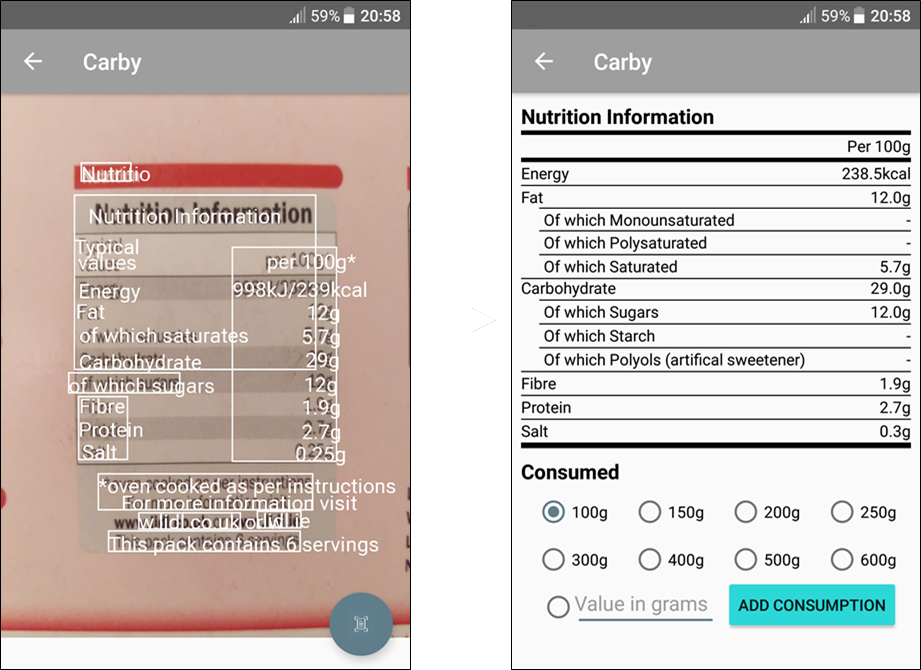 59% 20:58
Carby
Nutritio
Nutrition Information
Typical
values per 100g*
Energy 998kJ/239kcal
Fat 12g
of which saturates 5.7g
Carbohydrate 29g
of which sugars 12g
Fibre 1.9g
Protein 2.7g
Salt 0.25g
*oven cooked as per instructions
For more information visit
w.lidl.co.uk or lidl.ie
This pack contains 6 servings
>
59% 20:58
Carby
Nutrition Information
Per 100g
Energy 238.5kcal
Fat 12.0g
Of which Monounsaturated -
Of which Polysaturated -
Of which Saturated 5.7g
Carbohydrate 29.0g
Of which Sugars 12.0g
Of which Starch -
Of which Polyols (artifical sweetener) -
Fibre 1.9g
Protein 2.7g
Salt 0.3g
Consumed
100g 150g 200g 250g
300g 400g 500g 600g
Value in grams ADD CONSUMPTION